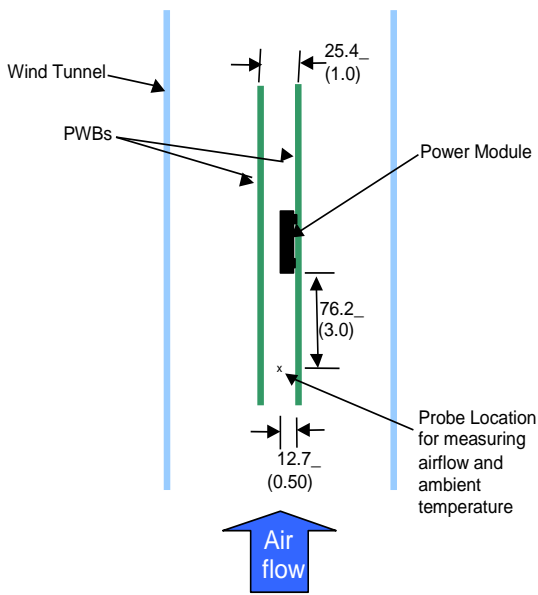 25.4_
(1.0)
Wind Tunnel
PWBs
Power Module
76.2_
(3.0)
x
Probe Location
for measuring
airflow and
ambient
temperature
12.7_
(0.50)
Air
flow